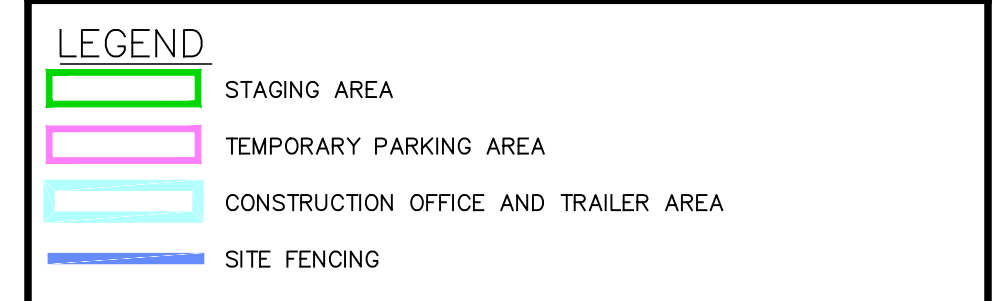 LEGEND
STAGING AREA
TEMPORARY PARKING AREA
CONSTRUCTION OFFICE AND TRAILER AREA
SITE FENCING